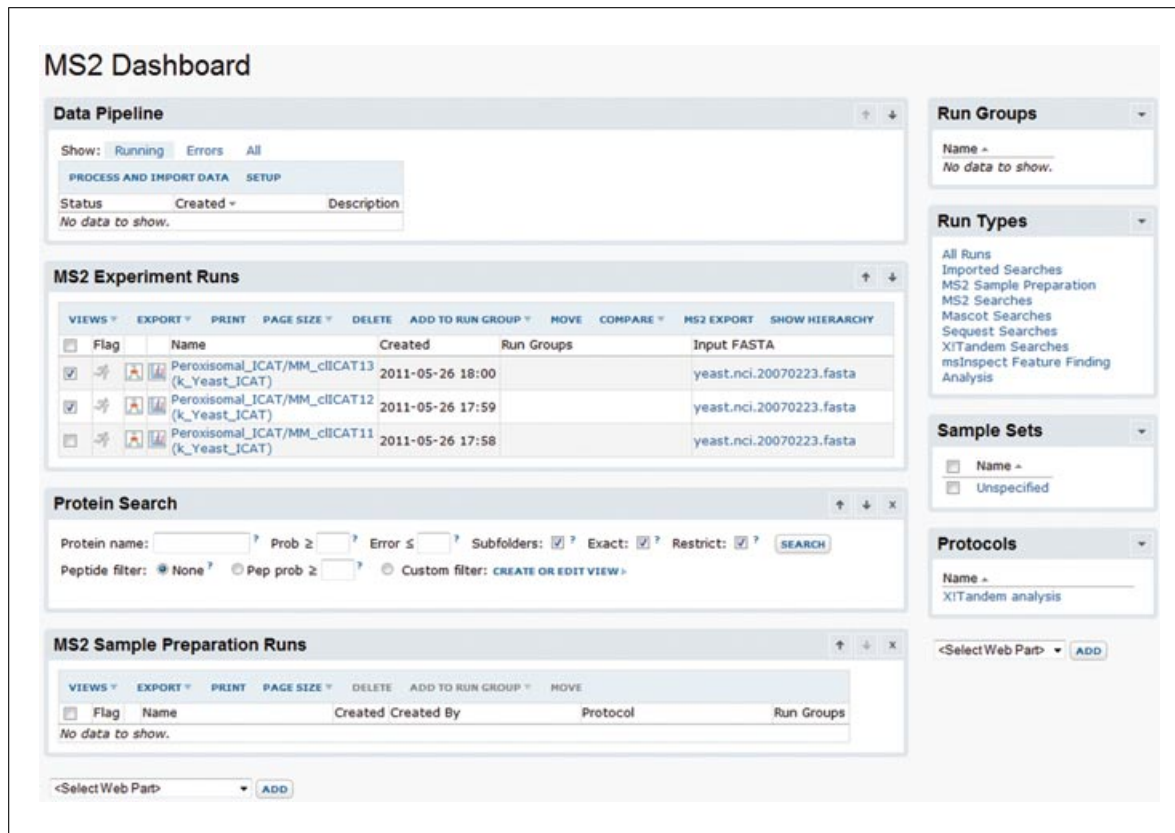 MS2 Dashboard
Data Pipeline
Show: Running Errors All
PROCESS AND IMPORT DATA SETUP
Status Created Description
No data to show.
MS2 Experiment Runs
VIEWS EXPORT PRINT PAGE SIZE DELETE ADD TO RUN GROUP MOVE COMPARE MS2 EXPORT SHOW HIERARCHY
Flag Name Created Run Groups Input FASTA
Peroxisomal_ICAT/MM_clICAT13
(k_Yeast_ICAT) 2011-05-26 18:00 yeast.nci.20070223.fasta
Peroxisomal_ICAT/MM_clICAT12
(k_Yeast_ICAT) 2011-05-26 17:59 yeast.nci.20070223.fasta
Peroxisomal_ICAT/MM_clICAT11
(k_Yeast_ICAT) 2011-05-26 17:58 yeast.nci.20070223.fasta
Protein Search
Protein name: ? Prob ≥ ? Error ≤ ? Subfolders: ? Exact: ? Restrict: ? SEARCH
Peptide filter: None ? Pep prob ≥ ? Custom filter: CREATE OR EDIT VIEW
MS2 Sample Preparation Runs
VIEWS EXPORT PRINT PAGE SIZE DELETE ADD TO RUN GROUP MOVE
Flag Name Created Created By Protocol Run Groups
No data to show.
<Select Web Part> ADD
Run Groups
Name
No data to show.
Run Types
All Runs
Imported Searches
MS2 Sample Preparation
MS2 Searches
Mascot Searches
Sequest Searches
X!Tandem Searches
msInspect Feature Finding
Analysis
Sample Sets
Name
Unspecified
Protocols
Name
X!Tandem analysis
<Select Web Part> ADD